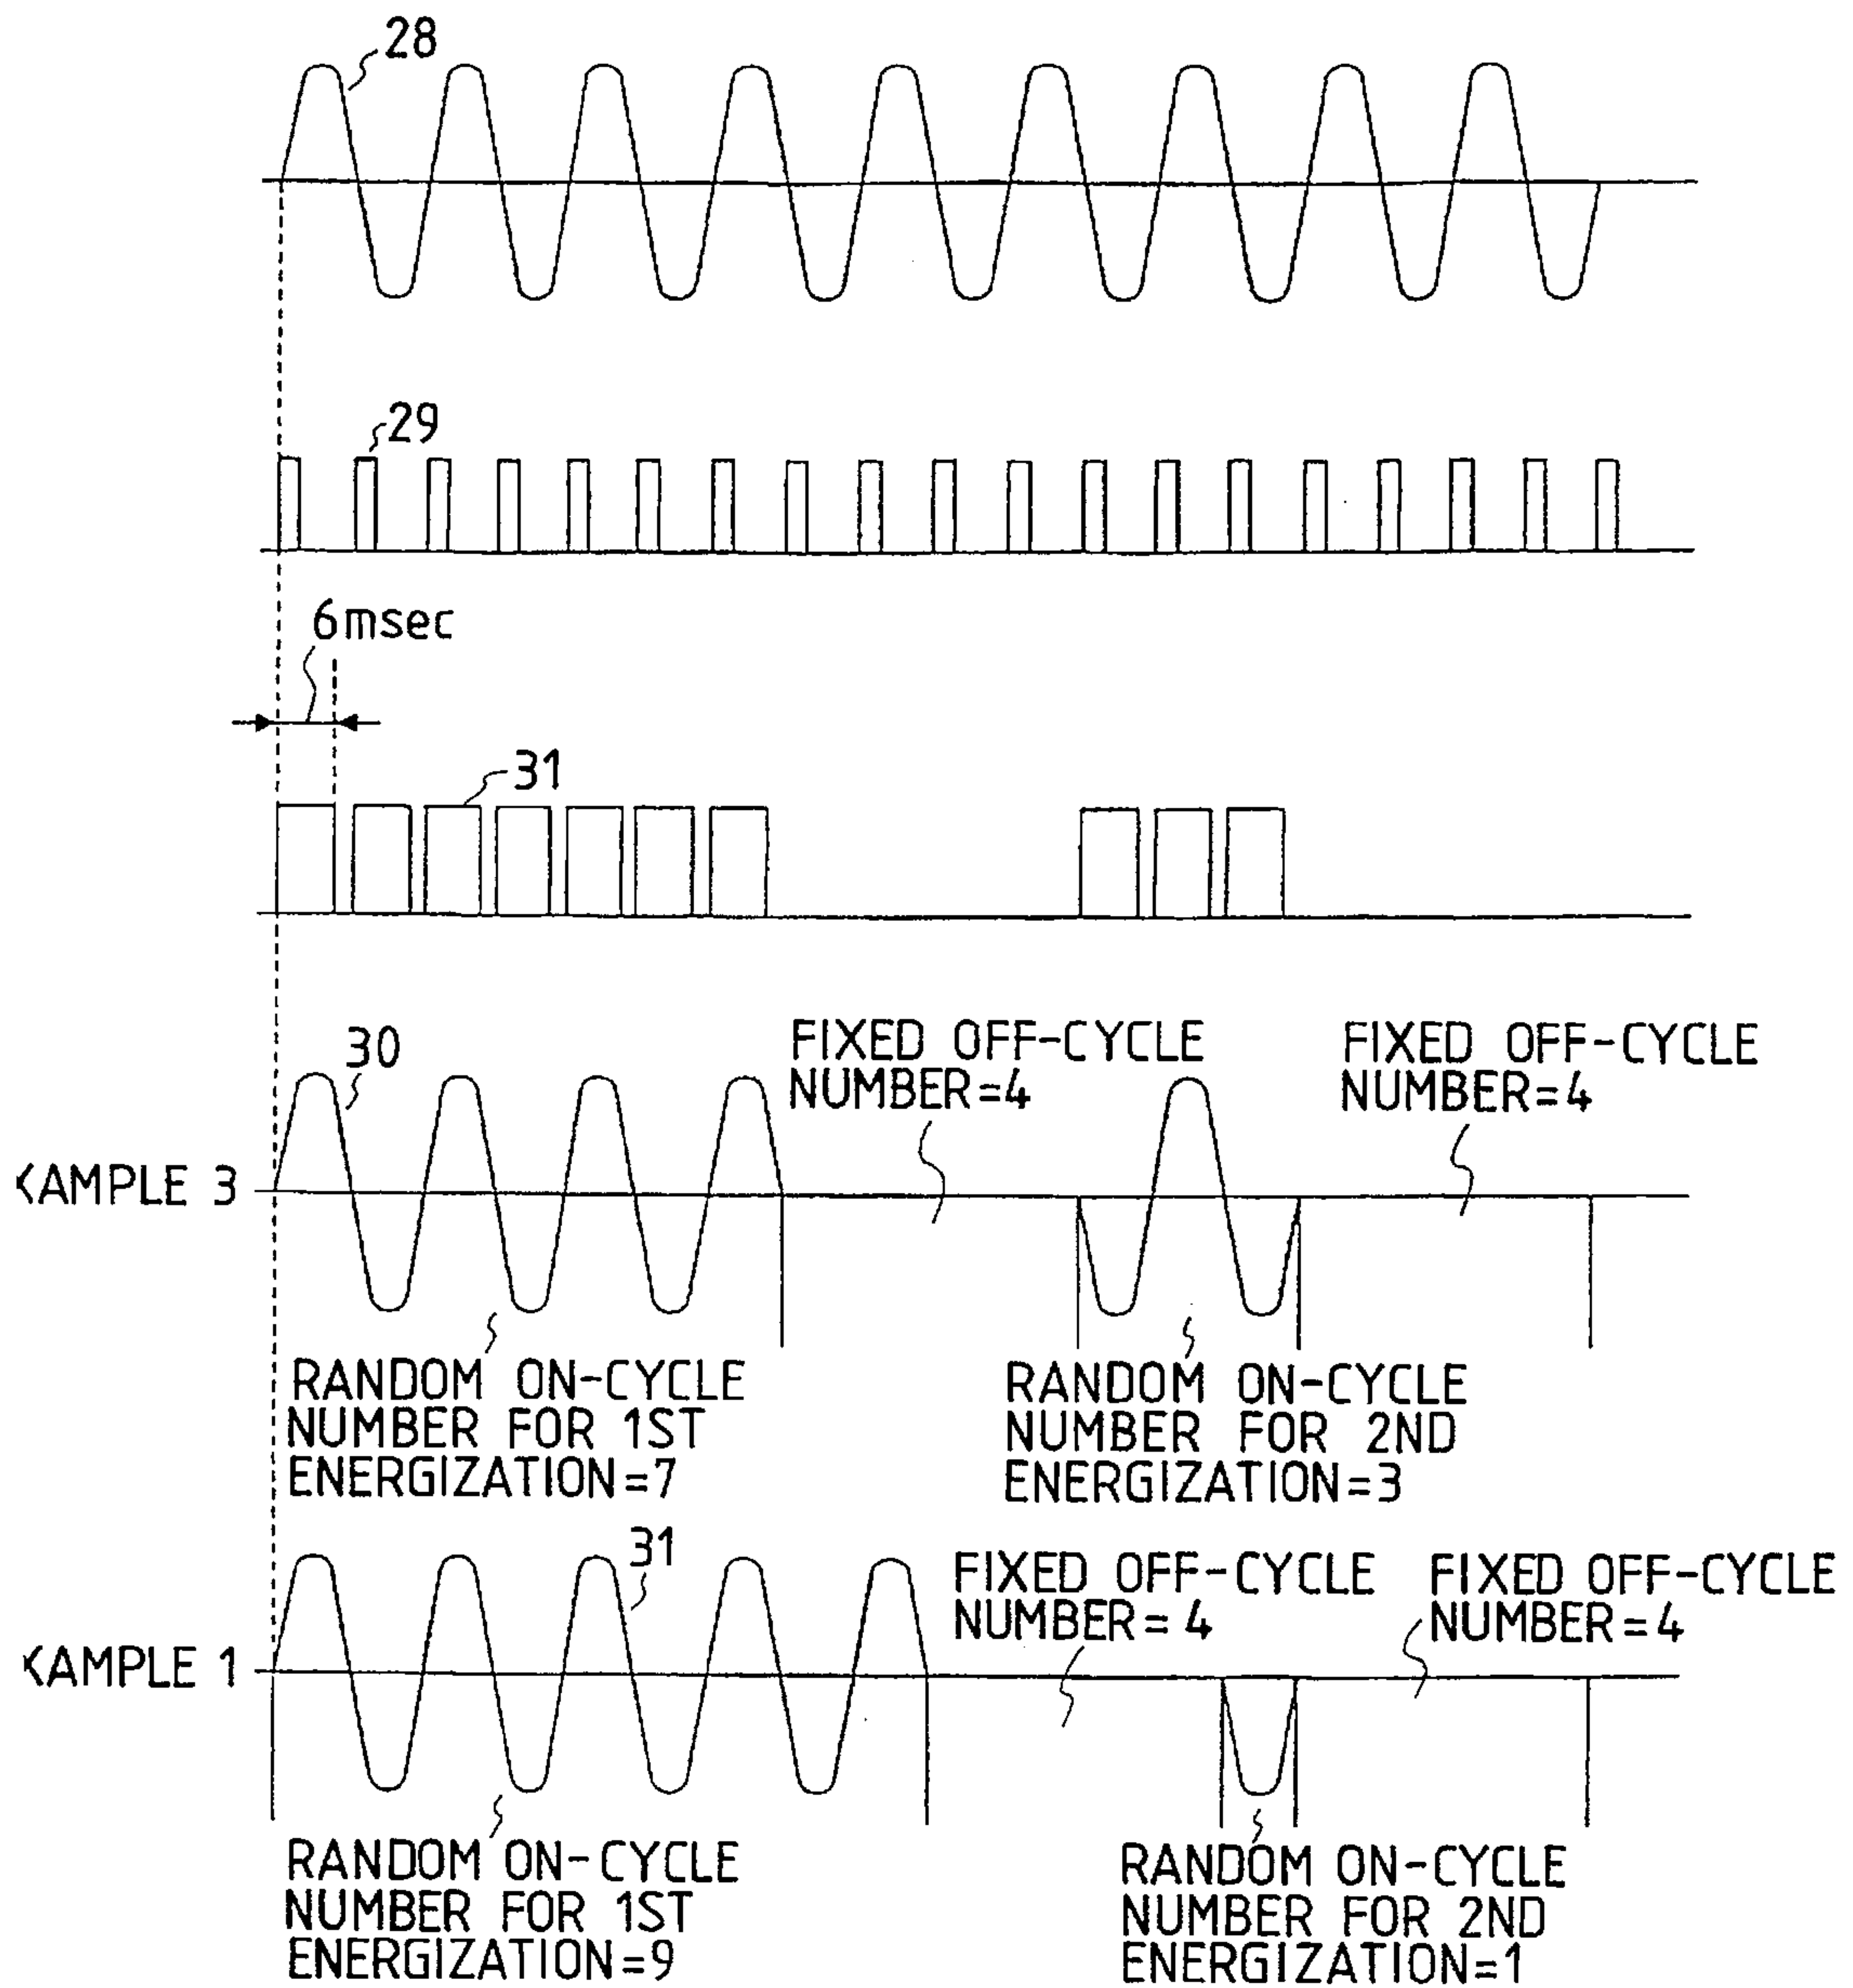 28
29
6msec
31
30
FIXED OFF-CYCLE
NUMBER=4
FIXED OFF-CYCLE
NUMBER=4
XAMPLE 3
RANDOM ON-CYCLE
NUMBER FOR 1ST
ENERGIZATION=7
RANDOM ON-CYCLE
NUMBER FOR 2ND
ENERGIZATION=3
31
FIXED OFF-CYCLE
NUMBER=4
FIXED OFF-CYCLE
NUMBER=4
XAMPLE 1
RANDOM ON-CYCLE
NUMBER FOR 1ST
ENERGIZATION=9
RANDOM ON-CYCLE
NUMBER FOR 2ND
ENERGIZATION=1